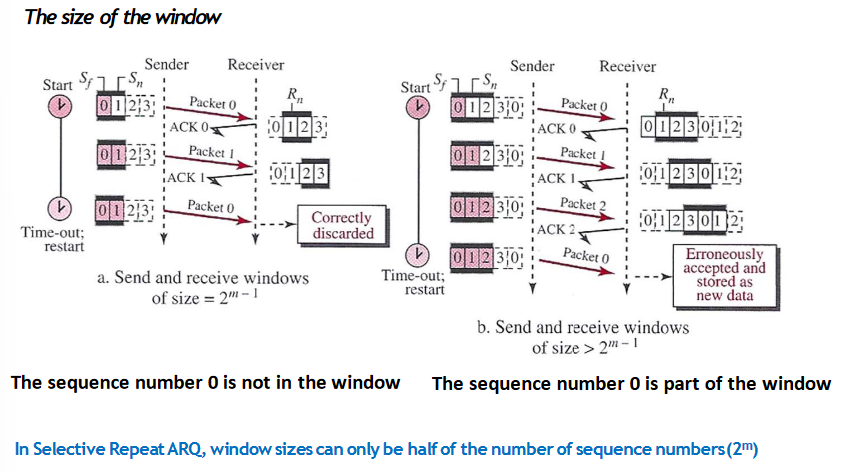 The size of the window
Sender Receiver
Start Sf Sn
Rn
0 1 2 3
Packet 0
ACK 0
0 1 2 3
0 1 2 3
Packet 1
ACK 1
0 1 2 3
0 1 2 3
Packet 0
Time-out;
restart
Correctly
discarded
a. Send and receive windows
of size = 2^m – 1
Sender Receiver
Start Sf Sn
Rn
0 1 2 3 0
Packet 0
ACK 0
0 1 2 3 0 1 2
0 1 2 3 0
Packet 1
ACK 1
0 1 2 3 0 1 2
0 1 2 3 0
Packet 2
ACK 2
0 1 2 3 0 1 2
0 1 2 3 0
Packet 0
Time-out;
restart
Erroneously
accepted and
stored as
new data
b. Send and receive windows
of size > 2^m – 1
The sequence number 0 is not in the window
The sequence number 0 is part of the window
In Selective Repeat ARQ, window sizes can only be half of the number of sequence numbers (2^m)